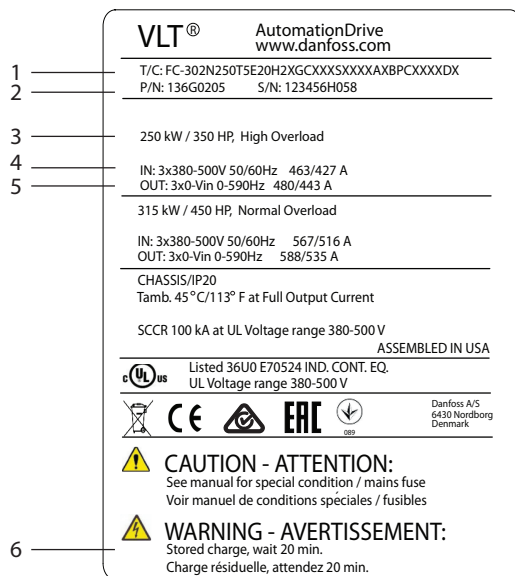 VLT® AutomationDrive
www.danfoss.com
1 T/C: FC-302N250T5E20H2XGCXXXSXXXXAXBPCXXXXDX
2 P/N: 136G0205 S/N: 123456H058
3 250 kW / 350 HP, High Overload
4 IN: 3x380-500V 50/60Hz 463/427 A
5 OUT: 3x0-Vin 0-590Hz 480/443 A
315 kW / 450 HP, Normal Overload
IN: 3x380-500V 50/60Hz 567/516 A
OUT: 3x0-Vin 0-590Hz 588/535 A
CHASSIS/IP20
Tamb. 45°C/113° F at Full Output Current
SCCR 100 kA at UL Voltage range 380-500 V
ASSEMBLED IN USA
c UL us Listed 36U0 E70524 IND. CONT. EQ.
UL Voltage range 380-500 V
CE EAC 089
Danfoss A/S
6430 Nordborg
Denmark
CAUTION - ATTENTION:
See manual for special condition / mains fuse
Voir manuel de conditions spéciales / fusibles
WARNING - AVERTISSEMENT:
6 Stored charge, wait 20 min.
Charge résiduelle, attendez 20 min.